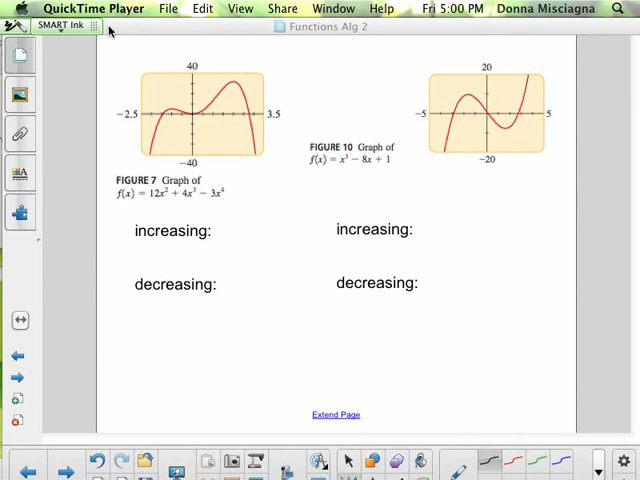 QuickTime Player File Edit View Share Window Help Fri 5:00 PM Donna Misciagna
SMART Ink
Functions Alg 2
40
−2.5
3.5
−40
FIGURE 7 Graph of
f(x) = 12x² + 4x³ − 3x⁴
20
−5
5
−20
FIGURE 10 Graph of
f(x) = x³ − 8x + 1
increasing:
increasing:
decreasing:
decreasing:
Extend Page